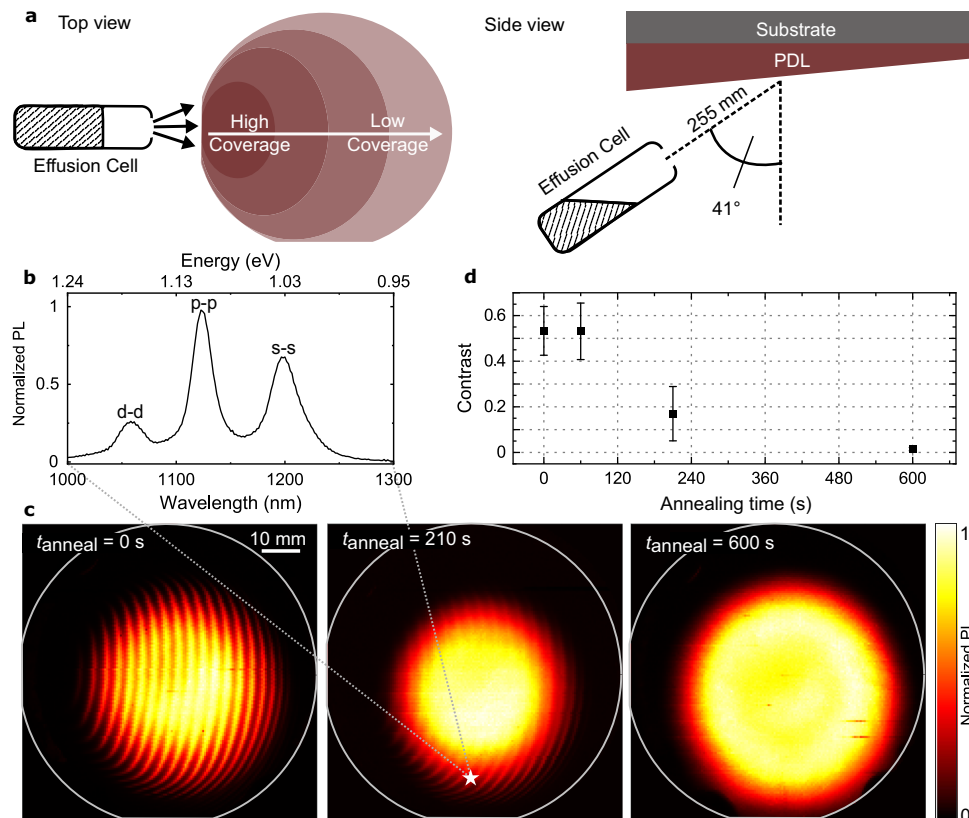 a
Top view
Effusion Cell
High
Coverage
Low
Coverage
Side view
Substrate
PDL
255 mm
Effusion Cell
41°
b
Energy (eV)
1.24 1.13 1.03 0.95
Normalized PL
1
0.5
0
d-d
p-p
s-s
1000 1100 1200 1300
Wavelength (nm)
d
Contrast
0.6
0.4
0.2
0
0 120 240 360 480 600
Annealing time (s)
c
tanneal = 0 s
10 mm
tanneal = 210 s
tanneal = 600 s
1
Normalized PL
0